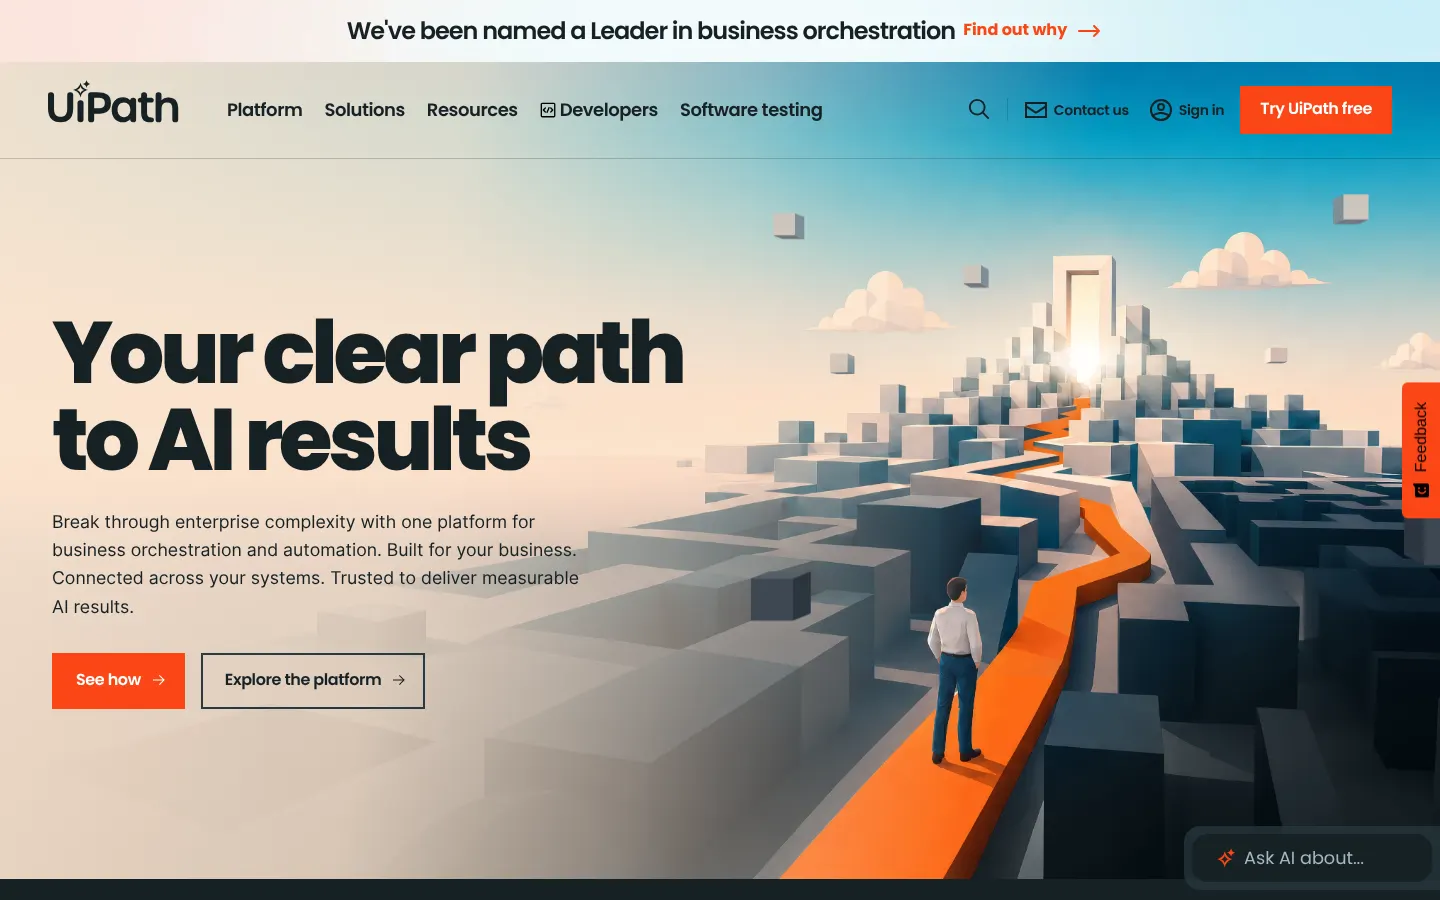 We've been named a Leader in business orchestration Find out why
UiPath
Platform Solutions Resources Developers Software testing
Contact us Sign in Try UiPath free
Your clear path
to AI results
Break through enterprise complexity with one platform for
business orchestration and automation. Built for your business.
Connected across your systems. Trusted to deliver measurable
AI results.
See how Explore the platform
Feedback
Ask AI about...